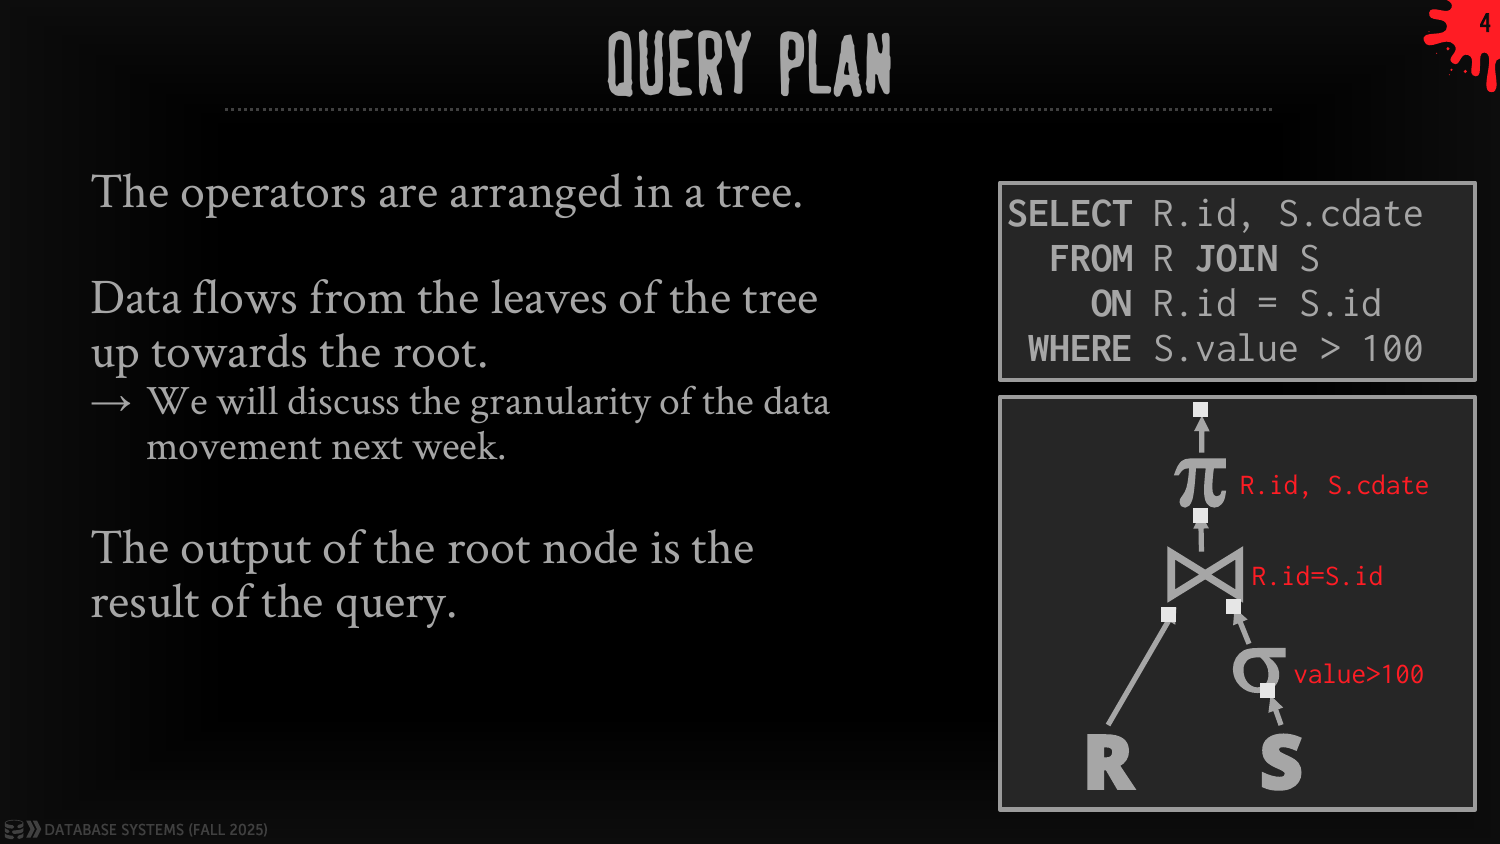 QUERY PLAN
4
The operators are arranged in a tree.
Data flows from the leaves of the tree
up towards the root.
→ We will discuss the granularity of the data
movement next week.
The output of the root node is the
result of the query.
SELECT R.id, S.cdate
FROM R JOIN S
ON R.id = S.id
WHERE S.value > 100
π R.id, S.cdate
⋈ R.id=S.id
σ value>100
R S
DATABASE SYSTEMS (FALL 2025)